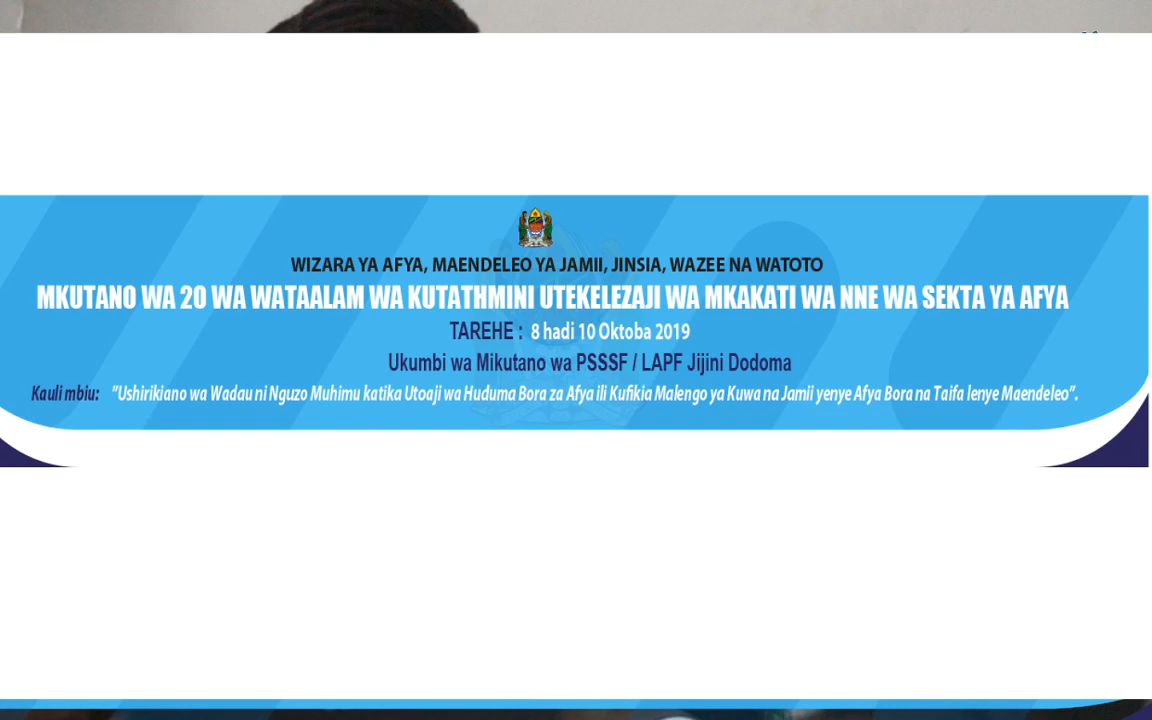 WIZARA YA AFYA, MAENDELEO YA JAMII, JINSIA, WAZEE NA WATOTO
MKUTANO WA 20 WA WATAALAM WA KUTATHMINI UTEKELEZAJI WA MKAKATI WA NNE WA SEKTA YA AFYA
TAREHE : 8 hadi 10 Oktoba 2019
Ukumbi wa Mikutano wa PSSSF / LAPF Jijini Dodoma
Kauli mbiu: "Ushirikiano wa Wadau ni Nguzo Muhimu katika Utoaji wa Huduma Bora za Afya ili Kufikia Malengo ya Kuwa na Jamii yenye Afya Bora na Taifa lenye Maendeleo".